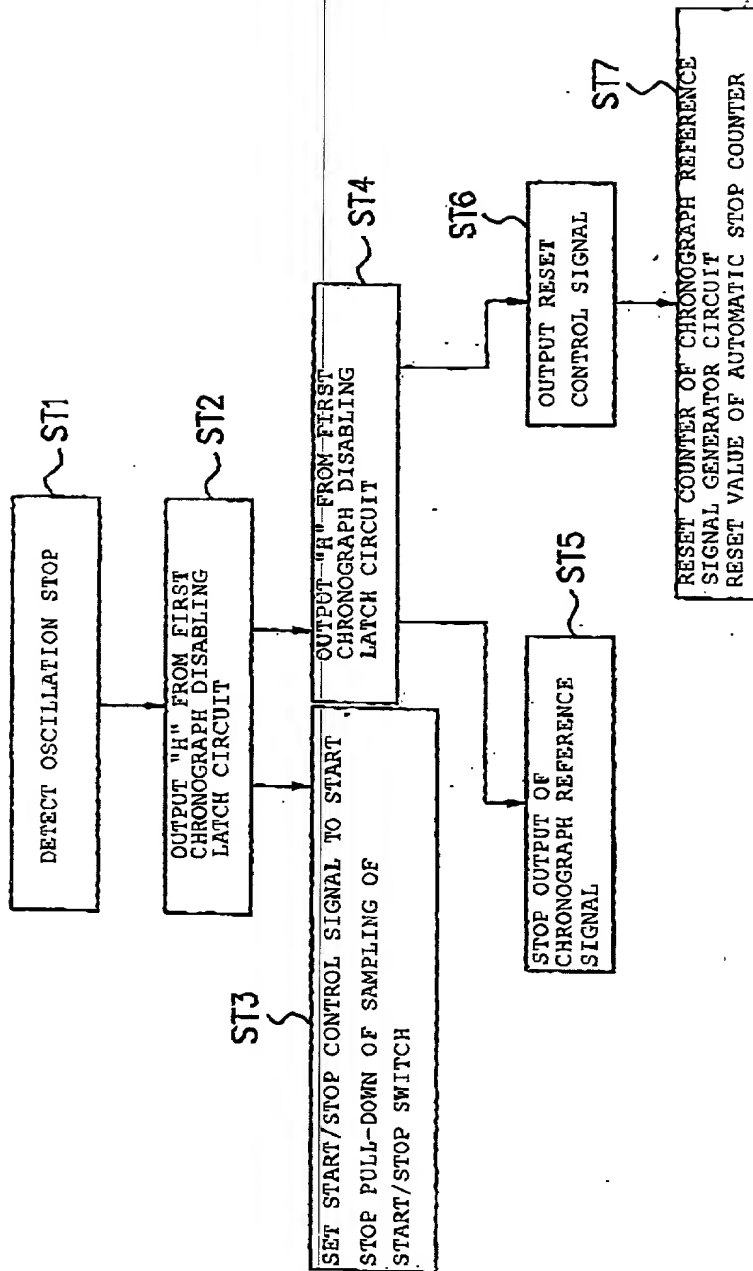 ST1
DETECT OSCILLATION STOP
ST2
OUTPUT "H" FROM FIRST
CHRONOGRAPH DISABLING
LATCH CIRCUIT
ST3
SET START/STOP CONTROL SIGNAL TO START
STOP PULL-DOWN OF SAMPLING OF
START/STOP SWITCH
ST4
OUTPUT "H" FROM FIRST
CHRONOGRAPH DISABLING
LATCH CIRCUIT
ST5
STOP OUTPUT OF
CHRONOGRAPH REFERENCE
SIGNAL
ST6
OUTPUT RESET
CONTROL SIGNAL
ST7
RESET COUNTER OF CHRONOGRAPH REFERENCE
SIGNAL GENERATOR CIRCUIT
RESET VALUE OF AUTOMATIC STOP COUNTER